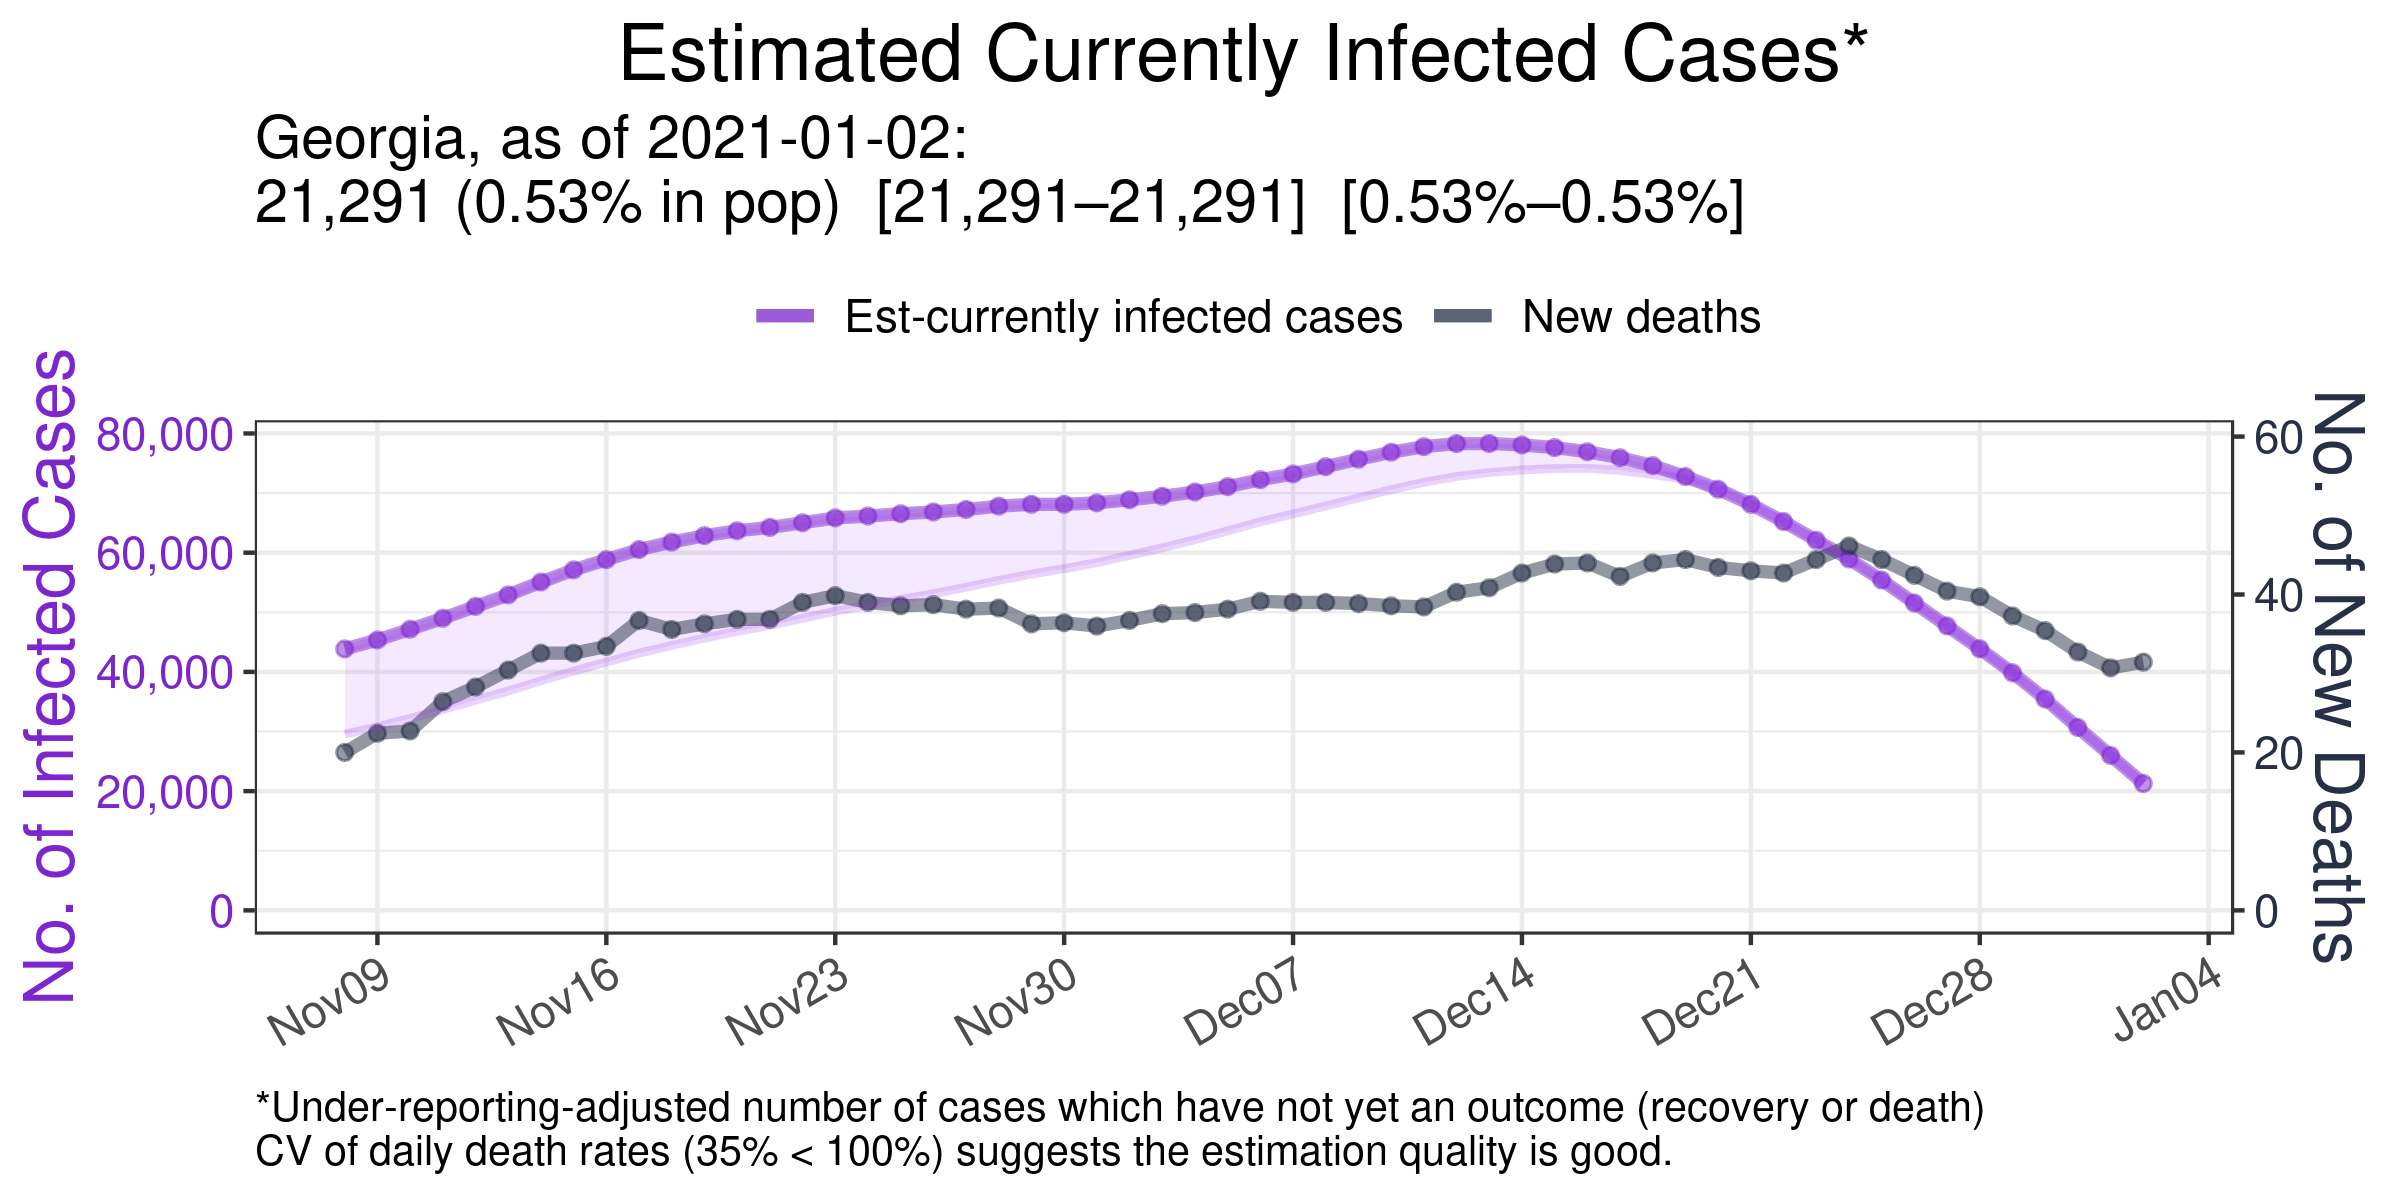 Estimated Currently Infected Cases*
Georgia, as of 2021-01-02:
21,291 (0.53% in pop)  [21,291–21,291]  [0.53%–0.53%]
Est-currently infected cases
New deaths
No. of Infected Cases
80,000
60,000
40,000
20,000
0
60
40
20
0
No. of New Deaths
Nov09
Nov16
Nov23
Nov30
Dec07
Dec14
Dec21
Dec28
Jan04
*Under-reporting-adjusted number of cases which have not yet an outcome (recovery or death)
CV of daily death rates (35% < 100%) suggests the estimation quality is good.